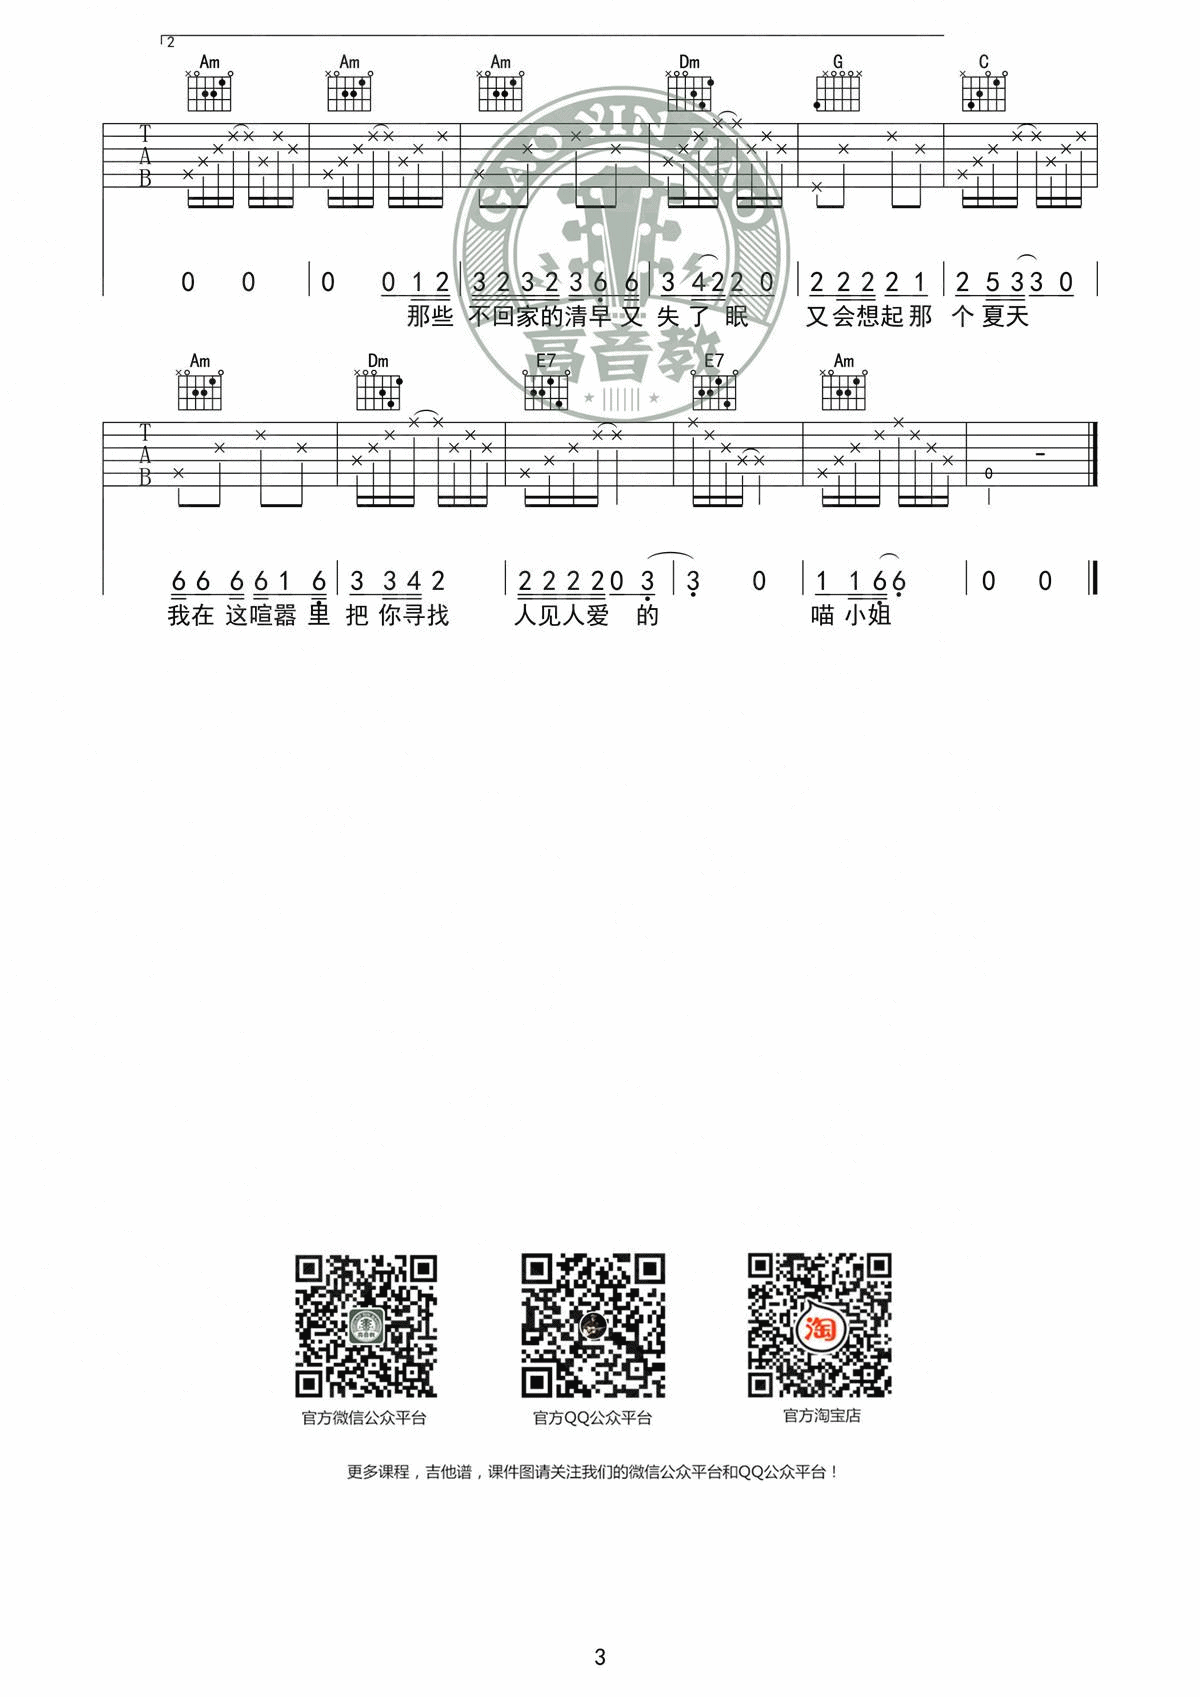 2
Am Am Am Dm G C
T
A
B
GAO YIN JIAO
0 0 0 0 1 2 3 2 3 2 3 6 6 3 4 2 2 0 2 2 2 2 1 2 5 3 3 0
那些 不回家的清早又 失了 眠 又会想起那 个夏天
高音教
Am Dm E7 E7 Am
T
A
B
0 -
6 6 6 6 1 6 3 3 4 2 2 2 2 2 0 3 3 0 1 1 6 6 0 0
我在 这喧嚣里 把 你寻找 人见人爱 的 喵 小姐
高音教
淘
官方微信公众平台 官方QQ公众平台 官方淘宝店
更多课程，吉他谱，课件图请关注我们的微信公众平台和QQ公众平台！
3